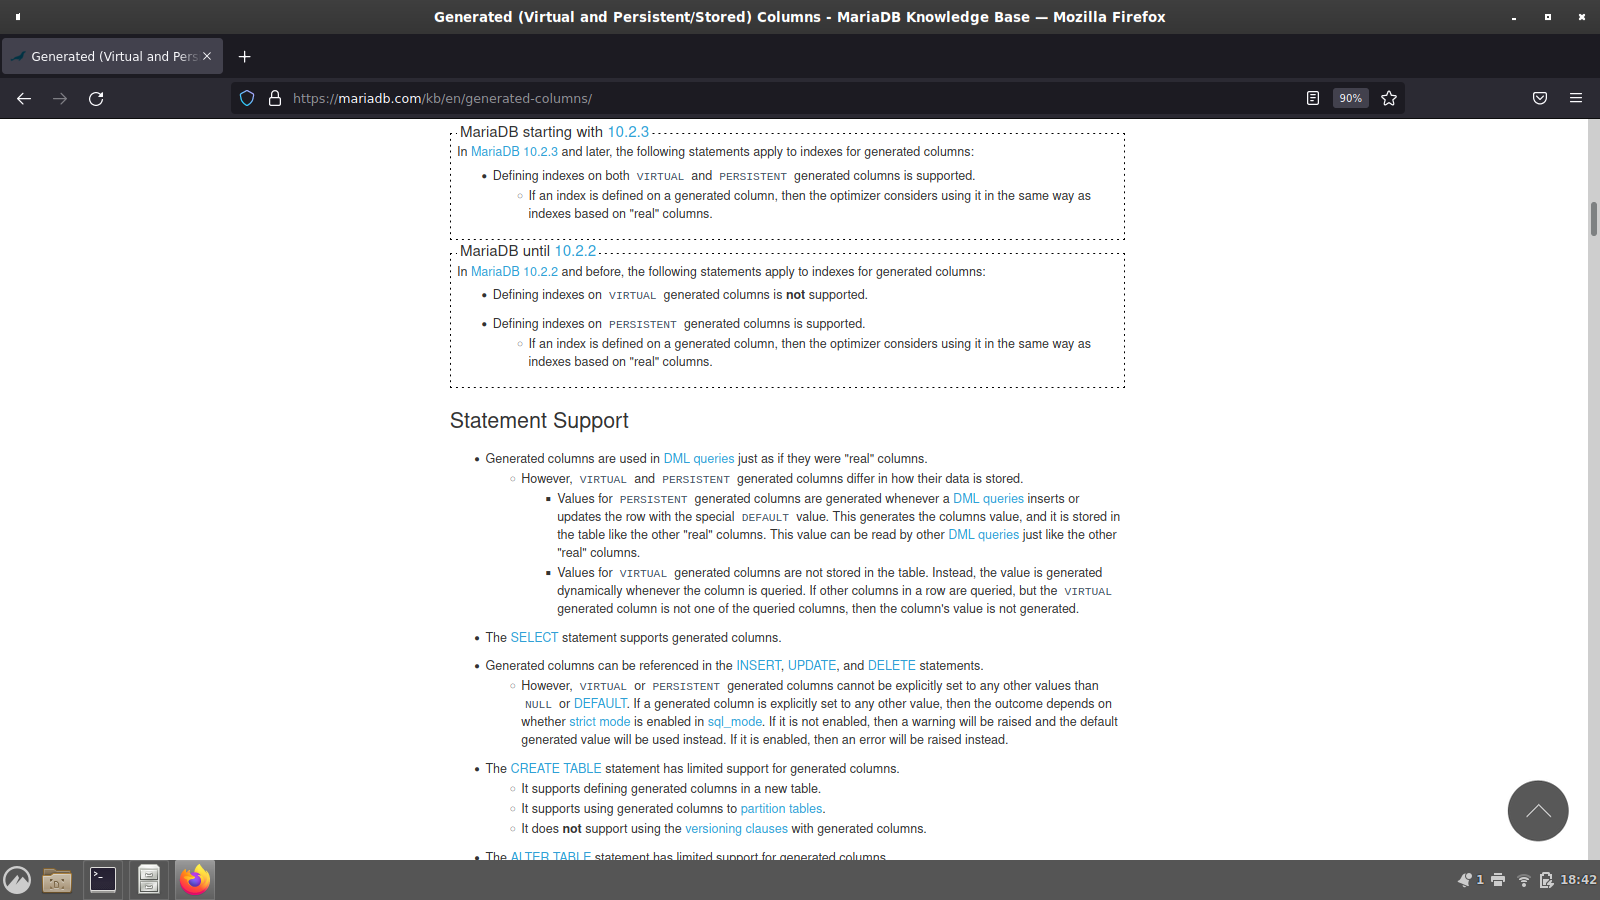 Generated (Virtual and Persistent/Stored) Columns - MariaDB Knowledge Base — Mozilla Firefox
Generated (Virtual and Pers
https://mariadb.com/kb/en/generated-columns/
90%
MariaDB starting with 10.2.3
In MariaDB 10.2.3 and later, the following statements apply to indexes for generated columns:
Defining indexes on both VIRTUAL and PERSISTENT generated columns is supported.
If an index is defined on a generated column, then the optimizer considers using it in the same way as
indexes based on "real" columns.
MariaDB until 10.2.2
In MariaDB 10.2.2 and before, the following statements apply to indexes for generated columns:
Defining indexes on VIRTUAL generated columns is not supported.
Defining indexes on PERSISTENT generated columns is supported.
If an index is defined on a generated column, then the optimizer considers using it in the same way as
indexes based on "real" columns.
Statement Support
Generated columns are used in DML queries just as if they were "real" columns.
However, VIRTUAL and PERSISTENT generated columns differ in how their data is stored.
Values for PERSISTENT generated columns are generated whenever a DML queries inserts or
updates the row with the special DEFAULT value. This generates the columns value, and it is stored in
the table like the other "real" columns. This value can be read by other DML queries just like the other
"real" columns.
Values for VIRTUAL generated columns are not stored in the table. Instead, the value is generated
dynamically whenever the column is queried. If other columns in a row are queried, but the VIRTUAL
generated column is not one of the queried columns, then the column's value is not generated.
The SELECT statement supports generated columns.
Generated columns can be referenced in the INSERT, UPDATE, and DELETE statements.
However, VIRTUAL or PERSISTENT generated columns cannot be explicitly set to any other values than
NULL or DEFAULT. If a generated column is explicitly set to any other value, then the outcome depends on
whether strict mode is enabled in sql_mode. If it is not enabled, then a warning will be raised and the default
generated value will be used instead. If it is enabled, then an error will be raised instead.
The CREATE TABLE statement has limited support for generated columns.
It supports defining generated columns in a new table.
It supports using generated columns to partition tables.
It does not support using the versioning clauses with generated columns.
The ALTER TABLE statement has limited support for generated columns.
1
18:42